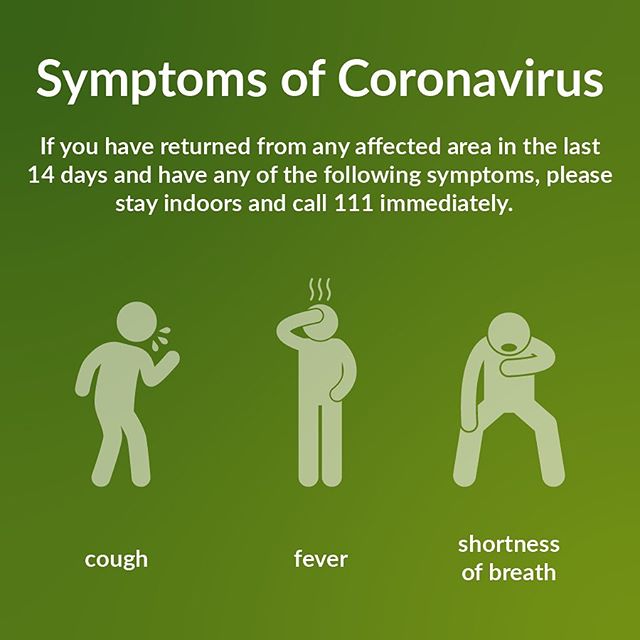 Symptoms of Coronavirus
If you have returned from any affected area in the last
14 days and have any of the following symptoms, please
stay indoors and call 111 immediately.
cough
fever
shortness
of breath